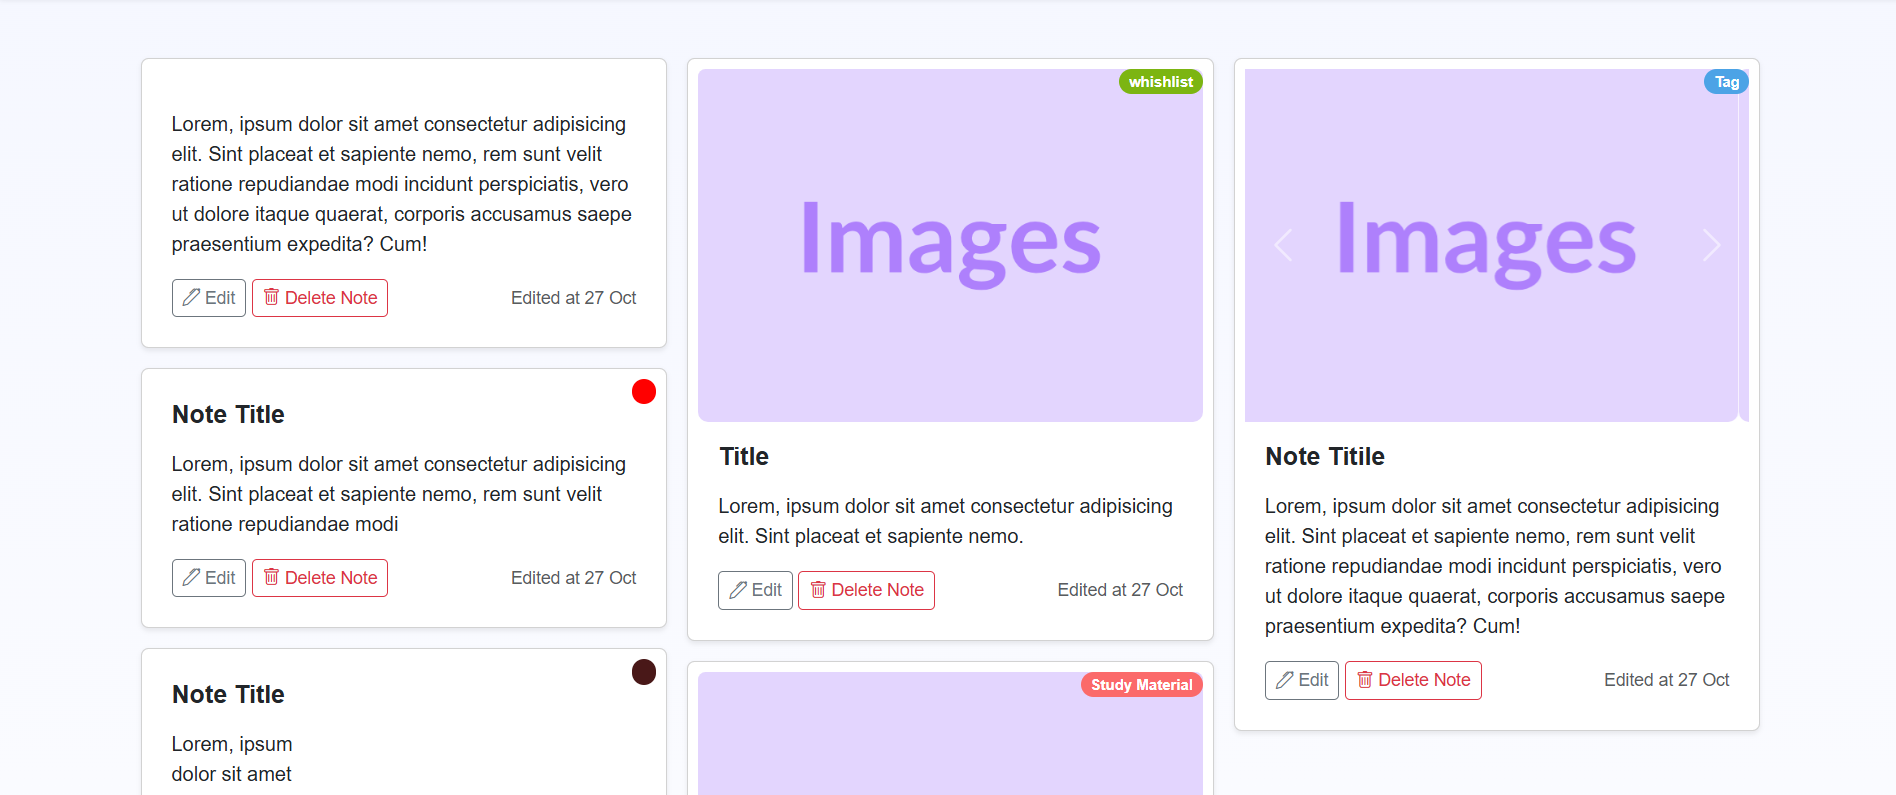 Lorem, ipsum dolor sit amet consectetur adipisicing
elit. Sint placeat et sapiente nemo, rem sunt velit
ratione repudiandae modi incidunt perspiciatis, vero
ut dolore itaque quaerat, corporis accusamus saepe
praesentium expedita? Cum!
Edit Delete Note Edited at 27 Oct
Note Title
Lorem, ipsum dolor sit amet consectetur adipisicing
elit. Sint placeat et sapiente nemo, rem sunt velit
ratione repudiandae modi
Edit Delete Note Edited at 27 Oct
Note Title
Lorem, ipsum
dolor sit amet
whishlist
Images
Title
Lorem, ipsum dolor sit amet consectetur adipisicing
elit. Sint placeat et sapiente nemo.
Edit Delete Note Edited at 27 Oct
Study Material
Tag
Images
Note Titile
Lorem, ipsum dolor sit amet consectetur adipisicing
elit. Sint placeat et sapiente nemo, rem sunt velit
ratione repudiandae modi incidunt perspiciatis, vero
ut dolore itaque quaerat, corporis accusamus saepe
praesentium expedita? Cum!
Edit Delete Note Edited at 27 Oct